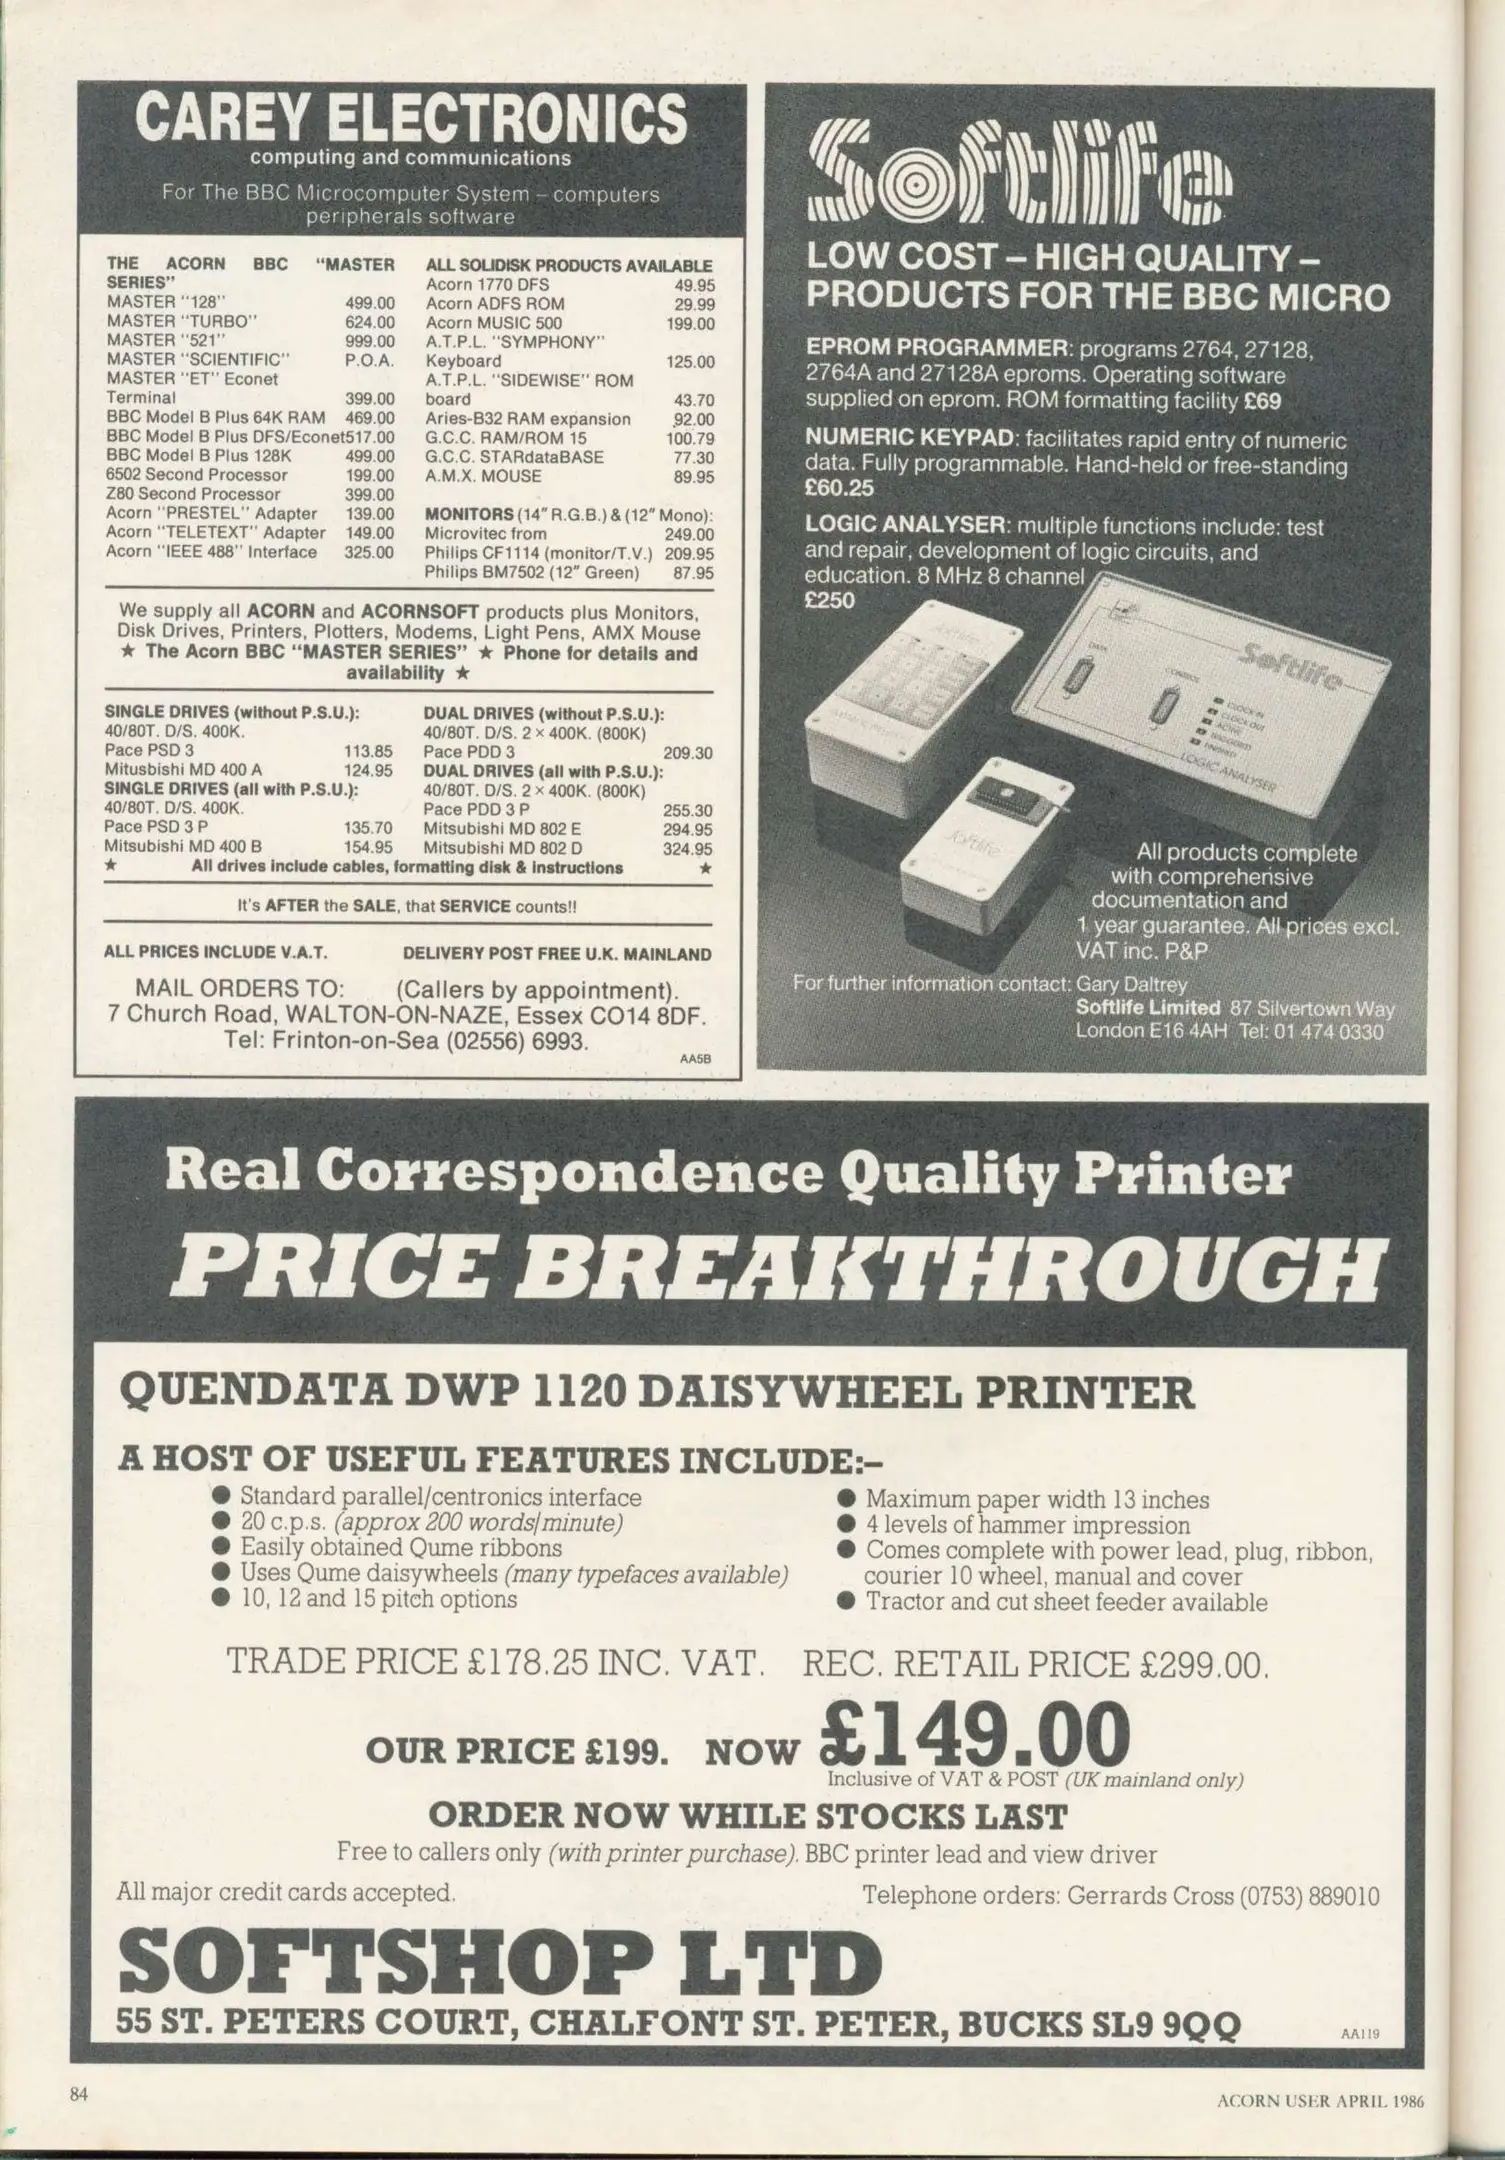 CAREY ELECTRONICS
computing and communications
For The BBC Microcomputer System – computers
peripherals software
THE ACORN BBC "MASTER
SERIES"
MASTER "128" 499.00
MASTER "TURBO" 624.00
MASTER "521" 999.00
MASTER "SCIENTIFIC" P.O.A.
MASTER "ET" Econet
Terminal 399.00
BBC Model B Plus 64K RAM 469.00
BBC Model B Plus DFS/Econet517.00
BBC Model B Plus 128K 499.00
6502 Second Processor 199.00
Z80 Second Processor 399.00
Acorn "PRESTEL" Adapter 139.00
Acorn "TELETEXT" Adapter 149.00
Acorn "IEEE 488" Interface 325.00
ALL SOLIDISK PRODUCTS AVAILABLE
Acorn 1770 DFS 49.95
Acorn ADFS ROM 29.99
Acorn MUSIC 500 199.00
A.T.P.L. "SYMPHONY"
Keyboard 125.00
A.T.P.L. "SIDEWISE" ROM
board 43.70
Aries-B32 RAM expansion 92.00
G.C.C. RAM/ROM 15 100.79
G.C.C. STARdataBASE 77.30
A.M.X. MOUSE 89.95
MONITORS (14" R.G.B.) & (12" Mono):
Microvitec from 249.00
Philips CF1114 (monitor/T.V.) 209.95
Philips BM7502 (12" Green) 87.95
We supply all ACORN and ACORNSOFT products plus Monitors,
Disk Drives, Printers, Plotters, Modems, Light Pens, AMX Mouse
★ The Acorn BBC "MASTER SERIES" ★ Phone for details and
availability ★
SINGLE DRIVES (without P.S.U.):
40/80T. D/S. 400K.
Pace PSD 3 113.85
Mitusbishi MD 400 A 124.95
SINGLE DRIVES (all with P.S.U.):
40/80T. D/S. 400K.
Pace PSD 3 P 135.70
Mitsubishi MD 400 B 154.95
DUAL DRIVES (without P.S.U.):
40/80T. D/S. 2 × 400K. (800K)
Pace PDD 3 209.30
DUAL DRIVES (all with P.S.U.):
40/80T. D/S. 2 × 400K. (800K)
Pace PDD 3 P 255.30
Mitsubishi MD 802 E 294.95
Mitsubishi MD 802 D 324.95
★ All drives include cables, formatting disk & instructions ★
It's AFTER the SALE, that SERVICE counts!!
ALL PRICES INCLUDE V.A.T. DELIVERY POST FREE U.K. MAINLAND
MAIL ORDERS TO: (Callers by appointment).
7 Church Road, WALTON-ON-NAZE, Essex CO14 8DF.
Tel: Frinton-on-Sea (02556) 6993.
AA5B
Softlife
LOW COST – HIGH QUALITY –
PRODUCTS FOR THE BBC MICRO
EPROM PROGRAMMER: programs 2764, 27128,
2764A and 27128A eproms. Operating software
supplied on eprom. ROM formatting facility £69
NUMERIC KEYPAD: facilitates rapid entry of numeric
data. Fully programmable. Hand-held or free-standing
£60.25
LOGIC ANALYSER: multiple functions include: test
and repair, development of logic circuits, and
education. 8 MHz 8 channel
£250
Softlife
Softlife
DATA
CONTROL
CLOCK IN
CLOCK OUT
ACTIVE
TRIGGERED
LOGIC ANALYSER
Softlife
All products complete
with comprehensive
documentation and
1 year guarantee. All prices excl.
VAT inc. P&P
For further information contact: Gary Daltrey
Softlife Limited 87 Silvertown Way
London E16 4AH Tel: 01 474 0330
Real Correspondence Quality Printer
PRICE BREAKTHROUGH
QUENDATA DWP 1120 DAISYWHEEL PRINTER
A HOST OF USEFUL FEATURES INCLUDE:–
● Standard parallel/centronics interface
● 20 c.p.s. (approx 200 words/minute)
● Easily obtained Qume ribbons
● Uses Qume daisywheels (many typefaces available)
● 10, 12 and 15 pitch options
● Maximum paper width 13 inches
● 4 levels of hammer impression
● Comes complete with power lead, plug, ribbon,
courier 10 wheel, manual and cover
● Tractor and cut sheet feeder available
TRADE PRICE £178.25 INC. VAT. REC. RETAIL PRICE £299.00.
OUR PRICE £199. NOW £149.00
Inclusive of VAT & POST (UK mainland only)
ORDER NOW WHILE STOCKS LAST
Free to callers only (with printer purchase). BBC printer lead and view driver
All major credit cards accepted. Telephone orders: Gerrards Cross (0753) 889010
SOFTSHOP LTD
55 ST. PETERS COURT, CHALFONT ST. PETER, BUCKS SL9 9QQ
AA119
84
ACORN USER APRIL 1986